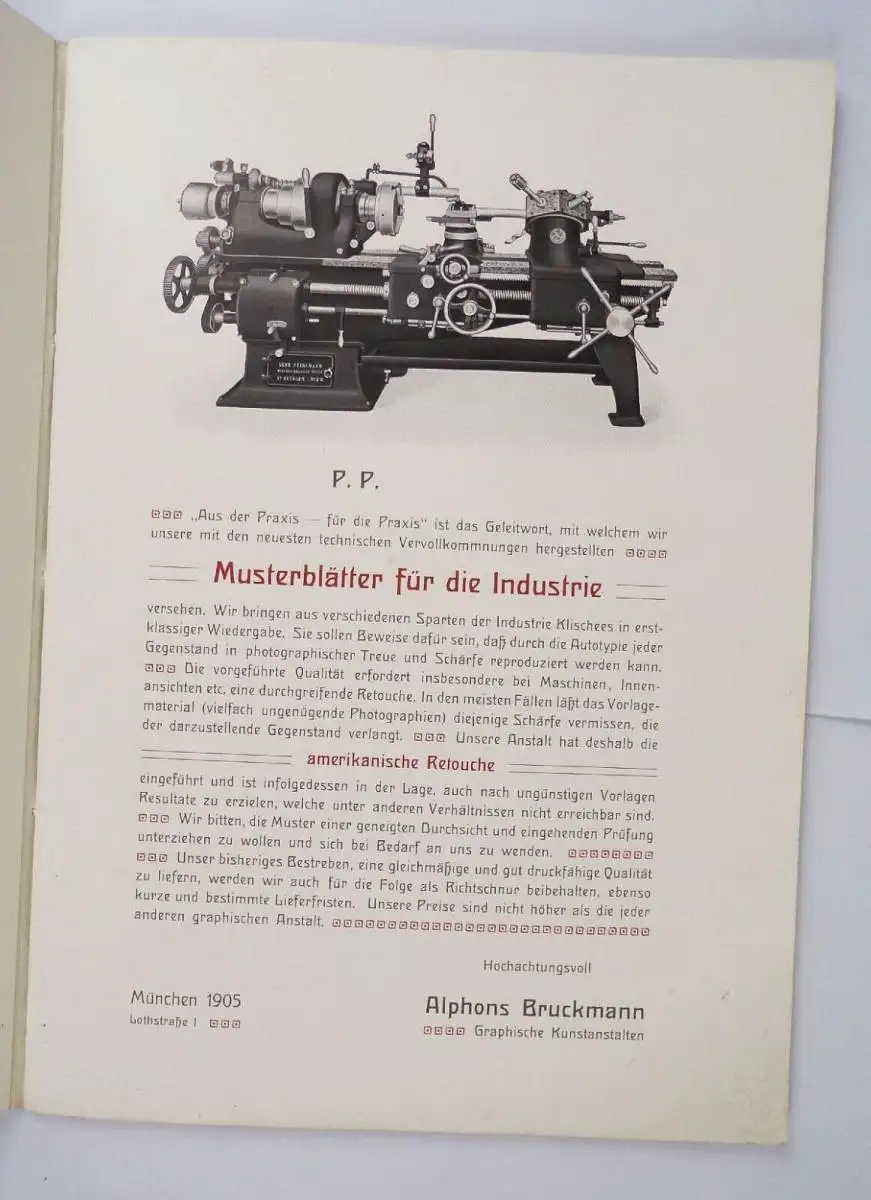 GEBR. HEINEMANN
ST. GEORGEN
P. P.
„Aus der Praxis — für die Praxis“ ist das Geleitwort, mit welchem wir
unsere mit den neuesten technischen Vervollkommnungen hergestellten
Musterblätter für die Industrie
versehen. Wir bringen aus verschiedenen Sparten der Industrie Klischees in erst-
klassiger Wiedergabe. Sie sollen Beweise dafür sein, daß durch die Autotypie jeder
Gegenstand in photographischer Treue und Schärfe reproduziert werden kann.
Die vorgeführte Qualität erfordert insbesondere bei Maschinen, Innen-
ansichten etc. eine durchgreifende Retouche. In den meisten Fällen läßt das Vorlage-
material (vielfach ungenügende Photographien) diejenige Schärfe vermissen, die
der darzustellende Gegenstand verlangt. Unsere Anstalt hat deshalb die
amerikanische Retouche
eingeführt und ist infolgedessen in der Lage, auch nach ungünstigen Vorlagen
Resultate zu erzielen, welche unter anderen Verhältnissen nicht erreichbar sind.
Wir bitten, die Muster einer geneigten Durchsicht und eingehenden Prüfung
unterziehen zu wollen und sich bei Bedarf an uns zu wenden.
Unser bisheriges Bestreben, eine gleichmäßige und gut druckfähige Qualität
zu liefern, werden wir auch für die Folge als Richtschnur beibehalten, ebenso
kurze und bestimmte Lieferfristen. Unsere Preise sind nicht höher als die jeder
anderen graphischen Anstalt.
Hochachtungsvoll
München 1905
Lothstraße 1
Alphons Bruckmann
Graphische Kunstanstalten